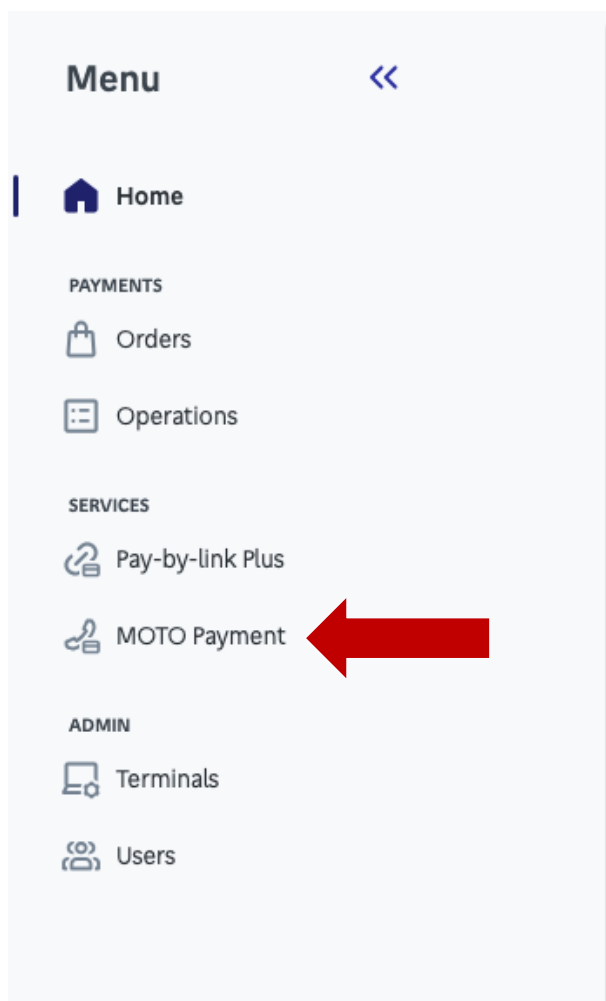 Menu
Home
PAYMENTS
Orders
Operations
SERVICES
Pay-by-link Plus
MOTO Payment
ADMIN
Terminals
Users